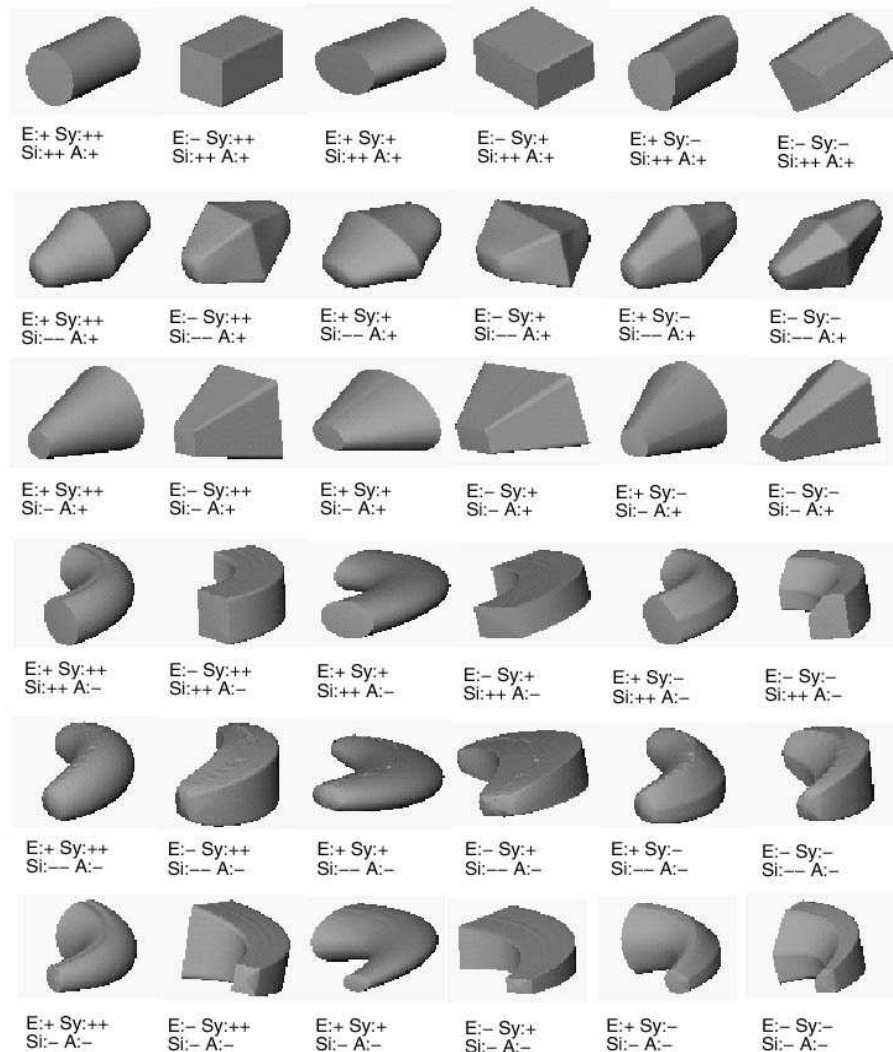 E:+ Sy:++ E:− Sy:++ E:+ Sy:+ E:− Sy:+ E:+ Sy:− E:− Sy:−
Si:++ A:+ Si:++ A:+ Si:++ A:+ Si:++ A:+ Si:++ A:+ Si:++ A:+
E:+ Sy:++ E:− Sy:++ E:+ Sy:+ E:− Sy:+ E:+ Sy:− E:− Sy:−
Si:−− A:+ Si:−− A:+ Si:−− A:+ Si:−− A:+ Si:−− A:+ Si:−− A:+
E:+ Sy:++ E:− Sy:++ E:+ Sy:+ E:− Sy:+ E:+ Sy:− E:− Sy:−
Si:− A:+ Si:− A:+ Si:− A:+ Si:− A:+ Si:− A:+ Si:− A:+
E:+ Sy:++ E:− Sy:++ E:+ Sy:+ E:− Sy:+ E:+ Sy:− E:− Sy:−
Si:++ A:− Si:++ A:− Si:++ A:− Si:++ A:− Si:++ A:− Si:++ A:−
E:+ Sy:++ E:− Sy:++ E:+ Sy:+ E:− Sy:+ E:+ Sy:− E:− Sy:−
Si:−− A:− Si:−− A:− Si:−− A:− Si:−− A:− Si:−− A:− Si:−− A:−
E:+ Sy:++ E:− Sy:++ E:+ Sy:+ E:− Sy:+ E:+ Sy:− E:− Sy:−
Si:− A:− Si:− A:− Si:− A:− Si:− A:− Si:− A:− Si:− A:−